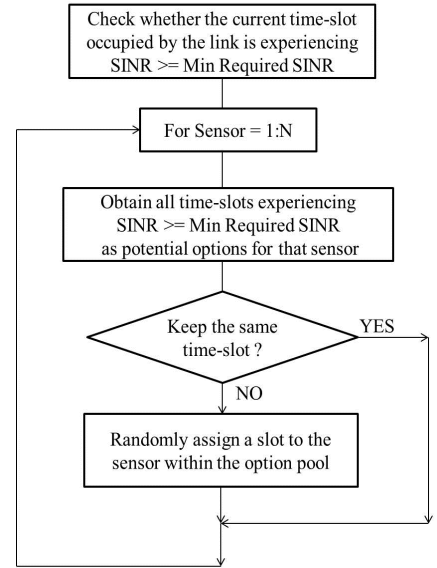 Check whether the current time-slot
occupied by the link is experiencing
SINR >= Min Required SINR
For Sensor = 1:N
Obtain all time-slots experiencing
SINR >= Min Required SINR
as potential options for that sensor
Keep the same
time-slot ?
YES
NO
Randomly assign a slot to the
sensor within the option pool